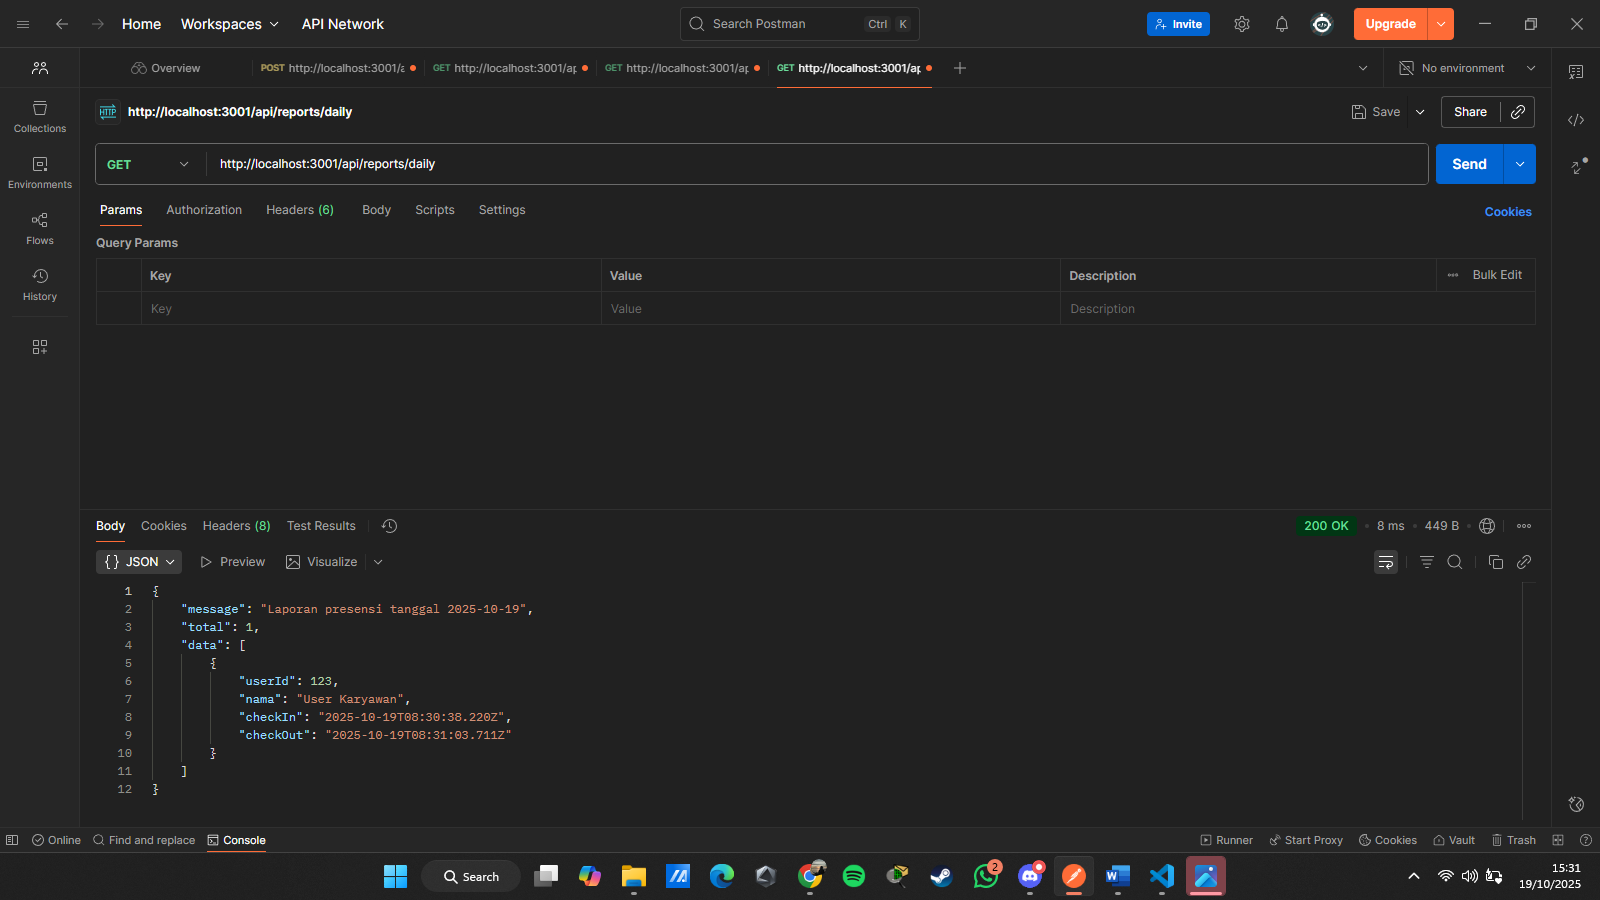 Home Workspaces API Network Search Postman Ctrl K Invite Upgrade
Overview POST http://localhost:3001/a GET http://localhost:3001/ap GET http://localhost:3001/ap GET http://localhost:3001/ap No environment
HTTP http://localhost:3001/api/reports/daily Save Share
Collections
GET http://localhost:3001/api/reports/daily Send
Environments
Params Authorization Headers (6) Body Scripts Settings Cookies
Flows
Query Params
Key Value Description Bulk Edit
History
Key Value Description
Body Cookies Headers (8) Test Results 200 OK 8 ms 449 B
{} JSON Preview Visualize
1 {
2 "message": "Laporan presensi tanggal 2025-10-19",
3 "total": 1,
4 "data": [
5 {
6 "userId": 123,
7 "nama": "User Karyawan",
8 "checkIn": "2025-10-19T08:30:38.220Z",
9 "checkOut": "2025-10-19T08:31:03.711Z"
10 }
11 ]
12 }
Online Find and replace Console Runner Start Proxy Cookies Vault Trash
Search 2 15:31
19/10/2025